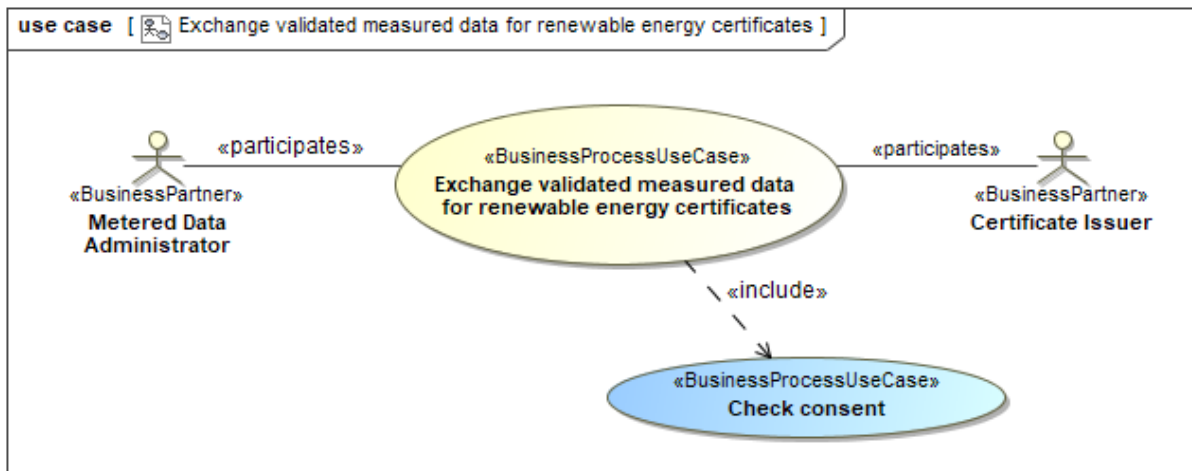 use case [ Exchange validated measured data for renewable energy certificates ]
«participates»
«BusinessPartner»
Metered Data
Administrator
«BusinessProcessUseCase»
Exchange validated measured data
for renewable energy certificates
«participates»
«BusinessPartner»
Certificate Issuer
«include»
«BusinessProcessUseCase»
Check consent